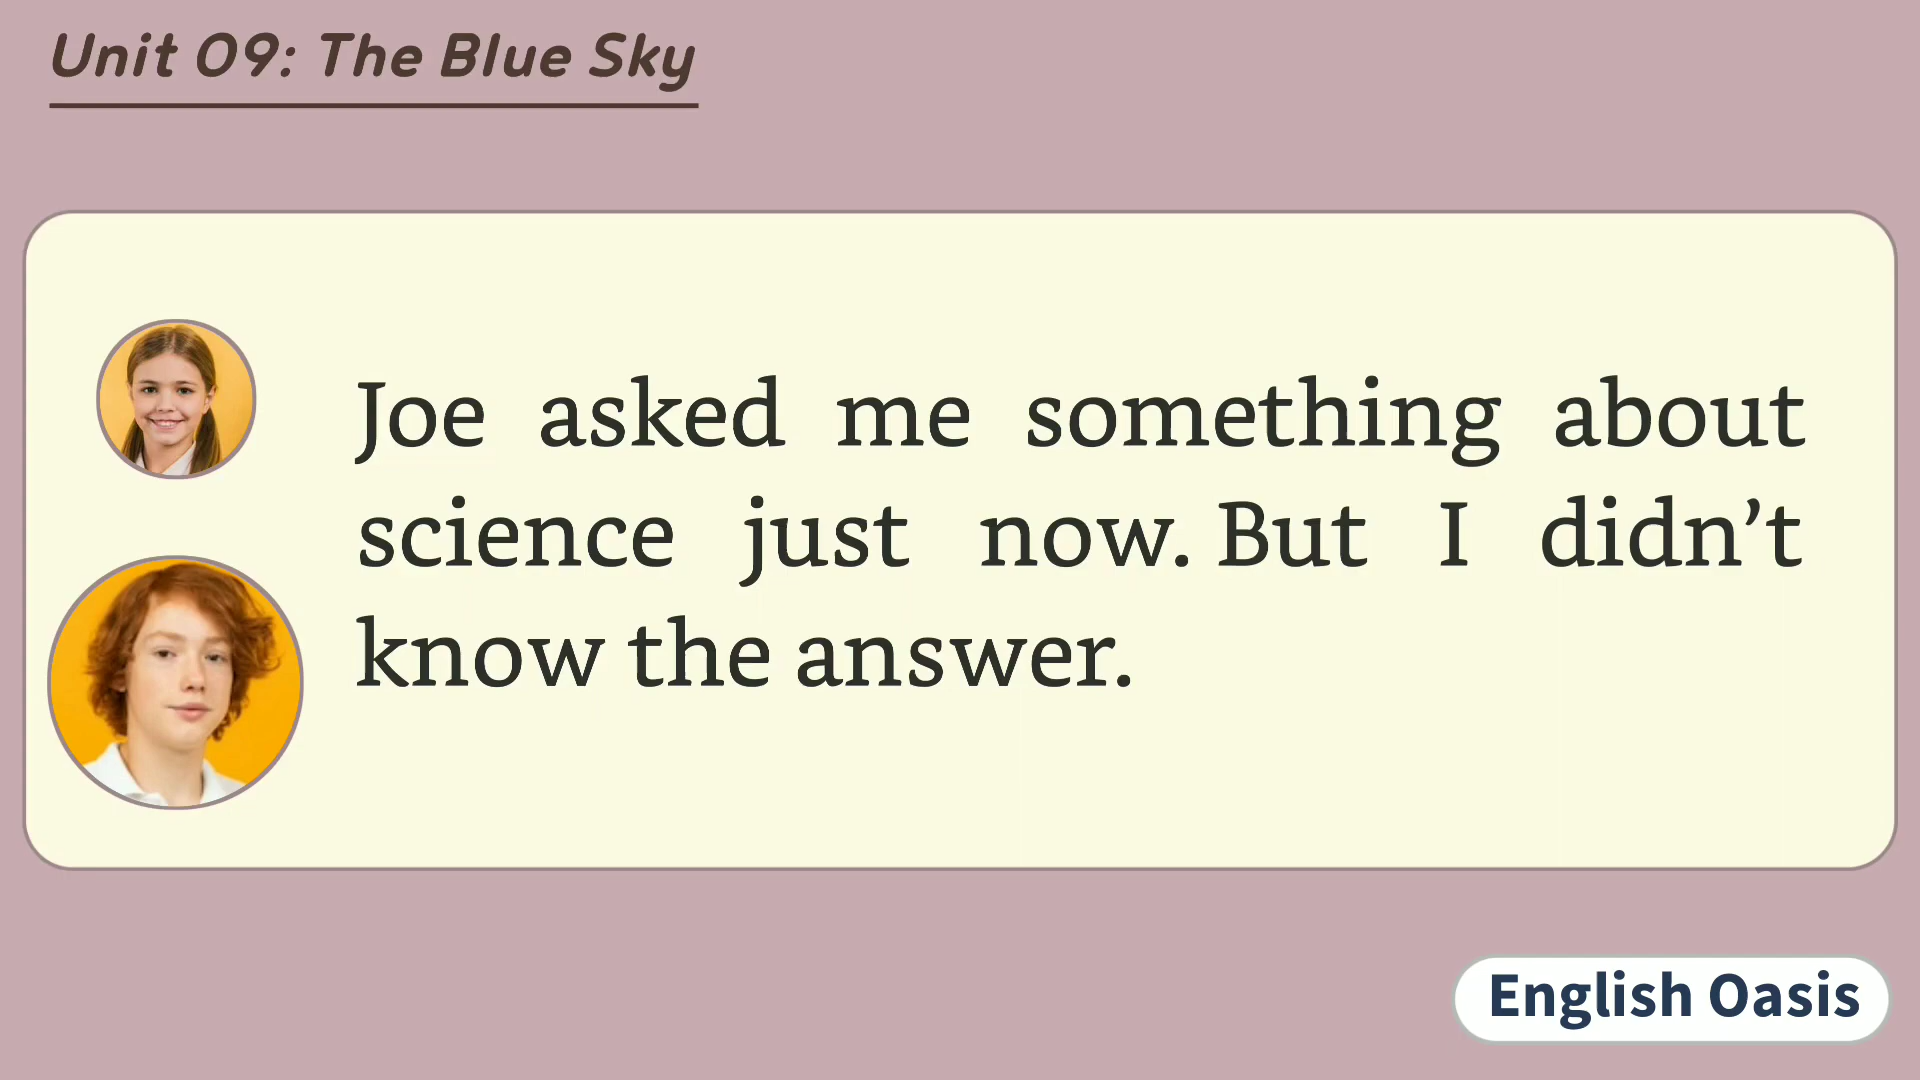 Unit 09: The Blue Sky
Joe asked me something about
science just now. But I didn’t
know the answer.
English Oasis